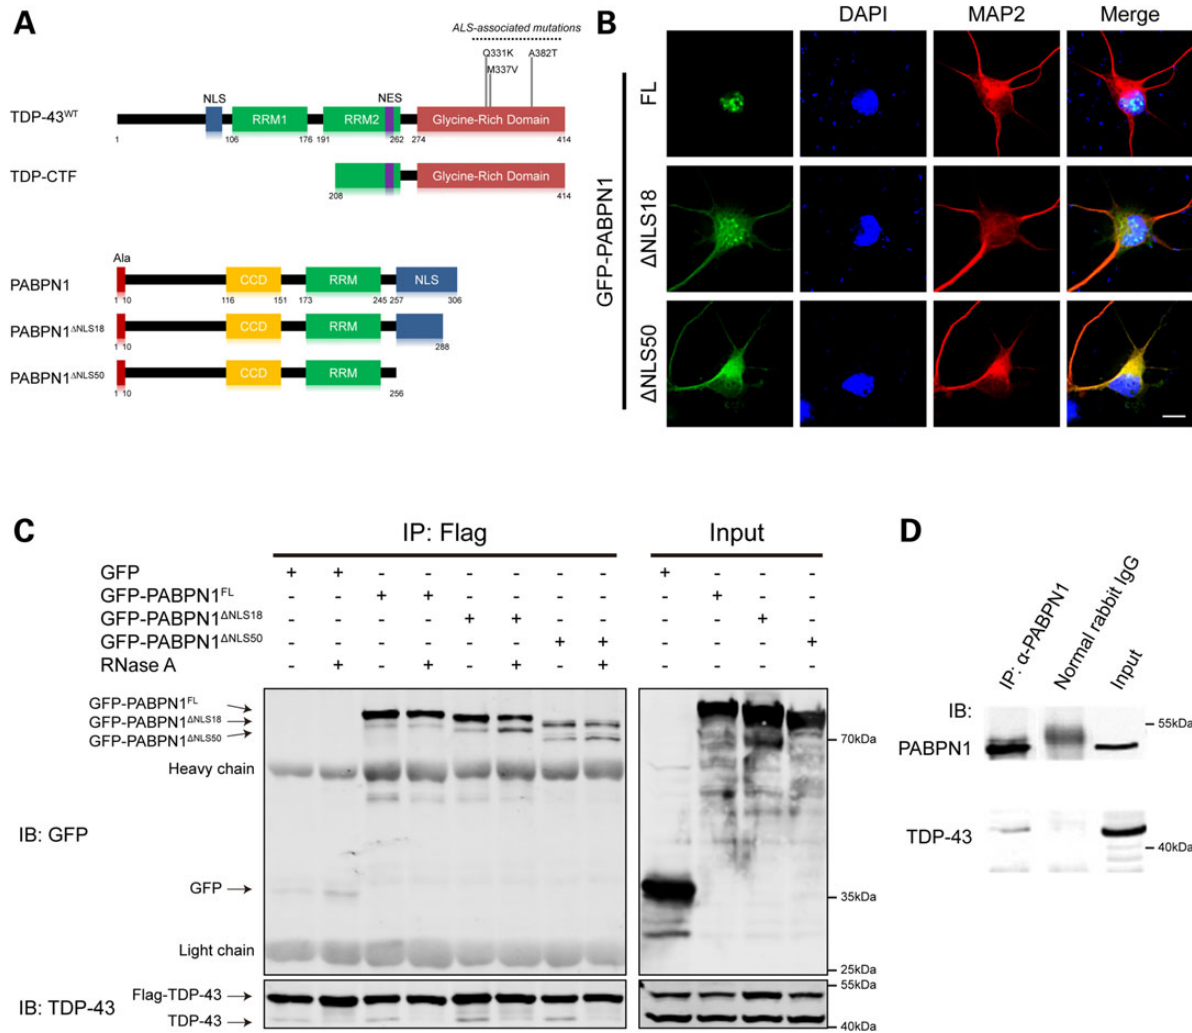 A
ALS-associated mutations
Q331K
A382T
M337V
NLS
NES
TDP-43WT
RRM1
RRM2
Glycine-Rich Domain
1
106
176
191
262
274
414
TDP-CTF
Glycine-Rich Domain
208
414
Ala
PABPN1
CCD
RRM
NLS
1 10
116
151
173
245
257
306
PABPN1ΔNLS18
CCD
RRM
1 10
288
PABPN1ΔNLS50
CCD
RRM
1 10
256
B
DAPI
MAP2
Merge
GFP-PABPN1
FL
ΔNLS18
ΔNLS50
C
IP: Flag
Input
GFP + + - - - - - - + - - -
GFP-PABPN1FL - - + + - - - - - + - -
GFP-PABPN1ΔNLS18 - - - - + + - - - - + -
GFP-PABPN1ΔNLS50 - - - - - - + + - - - +
RNase A - + - + - + - + - - - -
GFP-PABPN1FL
GFP-PABPN1ΔNLS18
GFP-PABPN1ΔNLS50
70kDa
Heavy chain
IB: GFP
GFP
35kDa
Light chain
25kDa
55kDa
IB: TDP-43
Flag-TDP-43
TDP-43
40kDa
D
IP: α-PABPN1
Normal rabbit IgG
Input
IB:
55kDa
PABPN1
TDP-43
40kDa